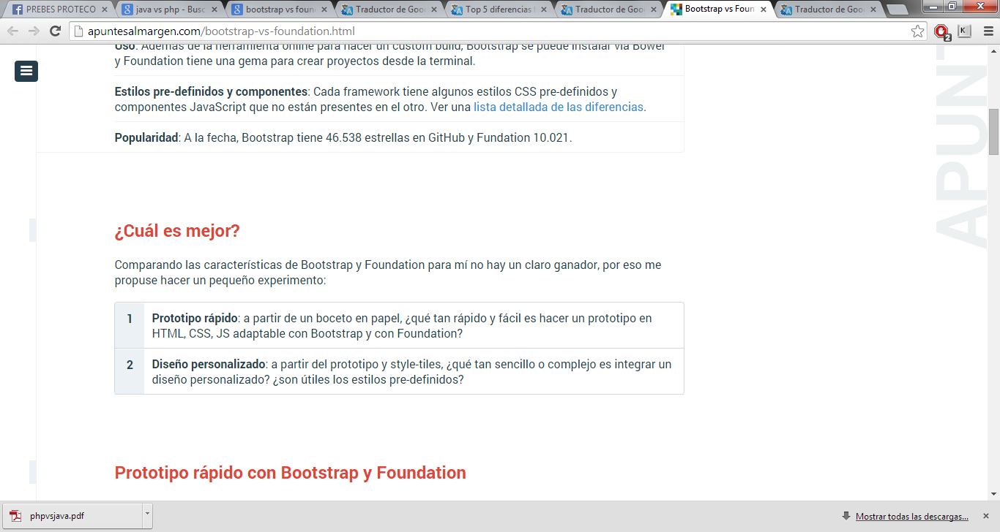 PREBES PROTECO
java vs php - Busc
bootstrap vs foun
Traductor de Goo
Top 5 diferencias
Traductor de Goo
Bootstrap vs Foun
Traductor de Goo
apuntesalmargen.com/bootstrap-vs-foundation.html
2
K
Uso: Además de la herramienta online para hacer un custom build, Bootstrap se puede instalar vía Bower
y Foundation tiene una gema para crear proyectos desde la terminal.
Estilos pre-definidos y componentes: Cada framework tiene algunos estilos CSS pre-definidos y
componentes JavaScript que no están presentes en el otro. Ver una lista detallada de las diferencias.
Popularidad: A la fecha, Bootstrap tiene 46.538 estrellas en GitHub y Fundation 10.021.
APUNT
¿Cuál es mejor?
Comparando las características de Bootstrap y Foundation para mí no hay un claro ganador, por eso me
propuse hacer un pequeño experimento:
1 Prototipo rápido: a partir de un boceto en papel, ¿qué tan rápido y fácil es hacer un prototipo en
HTML, CSS, JS adaptable con Bootstrap y con Foundation?
2 Diseño personalizado: a partir del prototipo y style-tiles, ¿qué tan sencillo o complejo es integrar un
diseño personalizado? ¿son útiles los estilos pre-definidos?
Prototipo rápido con Bootstrap y Foundation
phpvsjava.pdf
Mostrar todas las descargas...